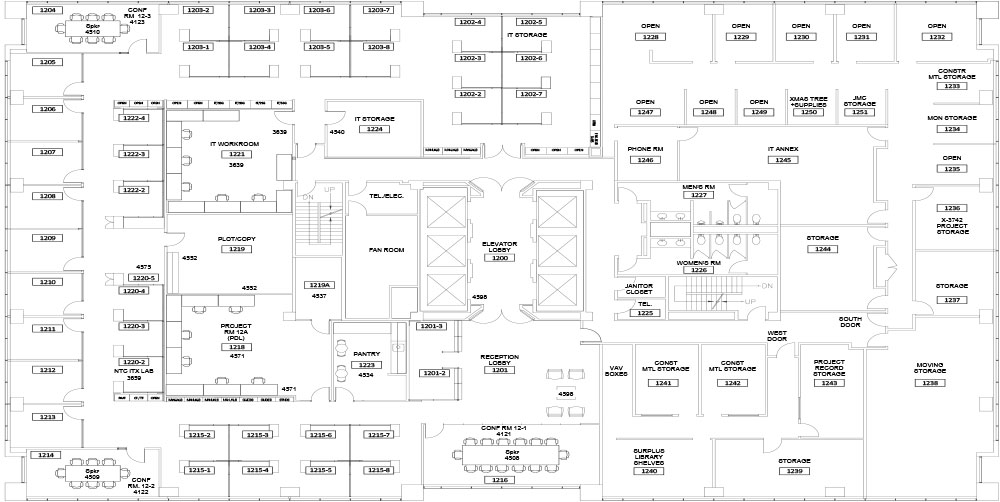 1204
CONF
RM 12-3
4123
Spkr
4510
1203-2
1203-3
1203-6
1203-7
1203-1
1203-4
1203-5
1203-8
1202-4
1202-5
IT STORAGE
1202-3
1202-6
1202-2
1202-7
OPEN
1228
OPEN
1229
OPEN
1230
OPEN
1231
OPEN
1232
CONSTR
MTL STORAGE
1233
OPEN
1247
OPEN
1248
OPEN
1249
XMAS TREE
+SUPPLIES
1250
JMC
STORAGE
1251
MON STORAGE
1234
1205
1206
1207
1208
1209
1210
1211
1212
1213
1214
1222-4
1222-3
1222-2
IT WORKROOM
1221
3639
3639
4340
IT STORAGE
1224
PHONE RM
1246
IT ANNEX
1245
OPEN
1235
1236
X-3742
PROJECT
STORAGE
MEN'S RM
1227
WOMEN'S RM
1226
UP
DN
TEL./ELEC.
FAN ROOM
ELEVATOR
LOBBY
1200
4598
PLOT/COPY
1219
4552
4552
4575
1220-5
1220-4
1220-3
1220-2
NTC ITX LAB
3659
1219A
4537
STORAGE
1244
JANITOR
CLOSET
TEL.
1225
DN
UP
STORAGE
1237
SOUTH
DOOR
WEST
DOOR
PROJECT
RM 12A
(PDL)
1218
4571
4571
PANTRY
1223
4534
1201-3
1201-2
RECEPTION
LOBBY
1201
4598
VAV
BOXES
CONST
MTL STORAGE
1241
CONST
MTL STORAGE
1242
PROJECT
RECORD
STORAGE
1243
MOVING
STORAGE
1238
1215-2
1215-3
1215-6
1215-7
1215-1
1215-4
1215-5
1215-8
CONF RM 12-1
4121
Spkr
4508
1216
SURPLUS
LIBRARY
SHELVES
1240
STORAGE
1239
Spkr
4509
CONF
RM. 12-2
4122